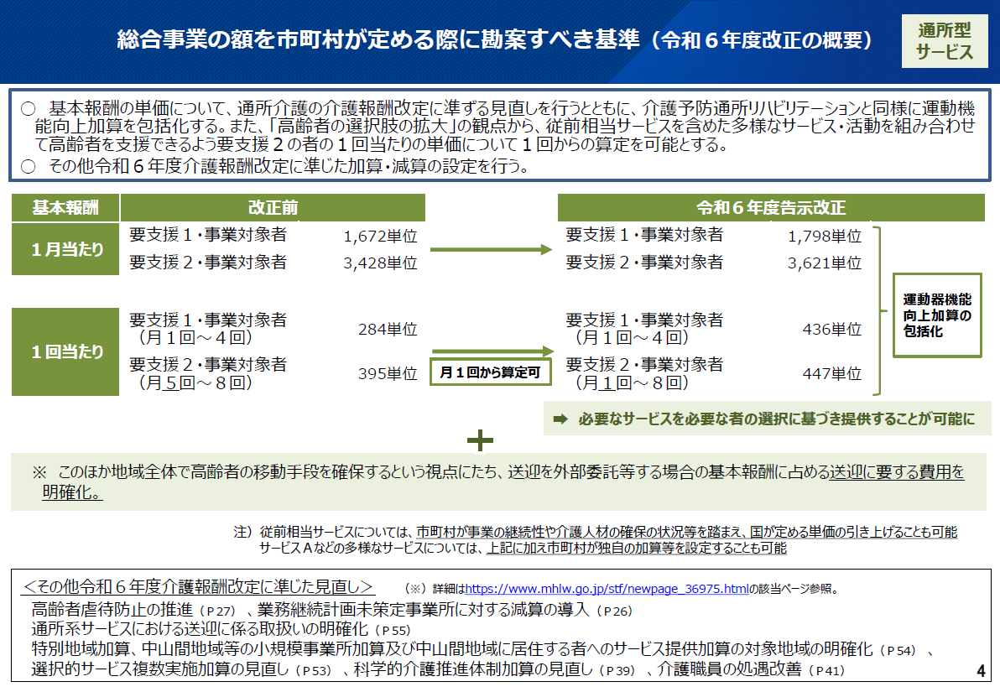 総合事業の額を市町村が定める際に勘案すべき基準（令和６年度改正の概要）
通所型
サービス
○　基本報酬の単価について、通所介護の介護報酬改定に準ずる見直しを行うとともに、介護予防通所リハビリテーションと同様に運動機
能向上加算を包括化する。また、「高齢者の選択肢の拡大」の観点から、従前相当サービスを含めた多様なサービス・活動を組み合わせ
て高齢者を支援できるよう要支援２の者の１回当たりの単価について１回からの算定を可能とする。
○　その他令和６年度介護報酬改定に準じた加算・減算の設定を行う。
基本報酬　改正前　令和６年度告示改正
１月当たり
要支援１・事業対象者　1,672単位
要支援２・事業対象者　3,428単位
要支援１・事業対象者　1,798単位
要支援２・事業対象者　3,621単位
１回当たり
要支援１・事業対象者
（月１回～４回）
284単位
要支援２・事業対象者
（月５回～８回）
395単位
月１回から算定可
要支援１・事業対象者
（月１回～４回）
436単位
要支援２・事業対象者
（月１回～８回）
447単位
運動器機能
向上加算の
包括化
➡ 必要なサービスを必要な者の選択に基づき提供することが可能に
＋
※　このほか地域全体で高齢者の移動手段を確保するという視点にたち、送迎を外部委託等する場合の基本報酬に占める送迎に要する費用を
明確化。
注）従前相当サービスについては、市町村が事業の継続性や介護人材の確保の状況等を踏まえ、国が定める単価の引き上げることも可能
サービスＡなどの多様なサービスについては、上記に加え市町村が独自の加算等を設定することも可能
＜その他令和６年度介護報酬改定に準じた見直し＞　（※）詳細はhttps://www.mhlw.go.jp/stf/newpage_36975.htmlの該当ページ参照。
高齢者虐待防止の推進（P27）、業務継続計画未策定事業所に対する減算の導入（P26）
通所系サービスにおける送迎に係る取扱いの明確化（P55）
特別地域加算、中山間地域等の小規模事業所加算及び中山間地域に居住する者へのサービス提供加算の対象地域の明確化（P54）、
選択的サービス複数実施加算の見直し（P53）、科学的介護推進体制加算の見直し（P39）、介護職員の処遇改善（P41）
4